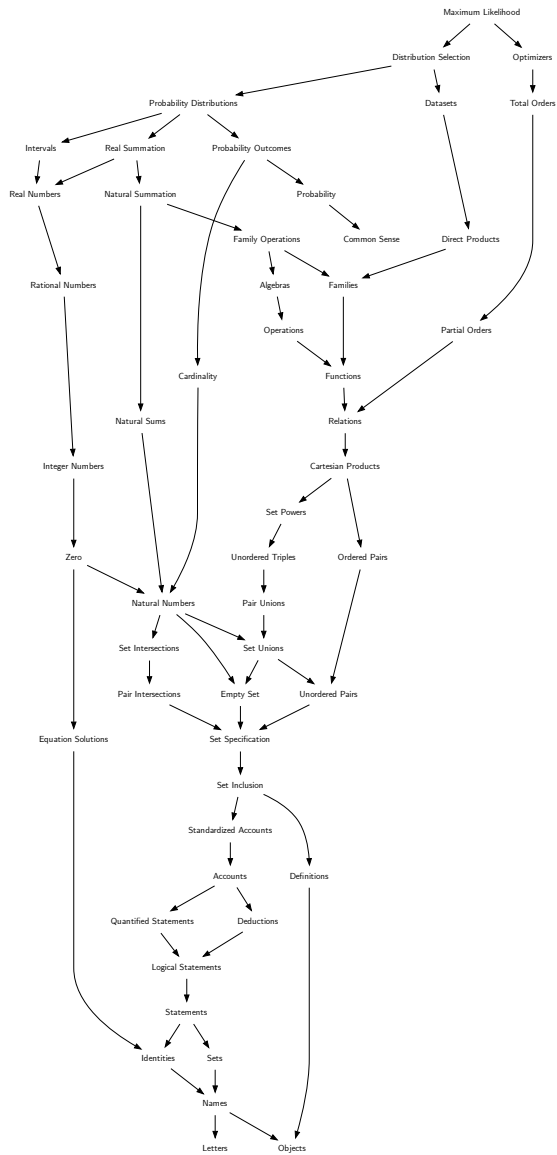 Maximum Likelihood
Distribution Selection
Optimizers
Probability Distributions
Datasets
Total Orders
Intervals
Real Summation
Probability Outcomes
Real Numbers
Natural Summation
Probability
Family Operations
Common Sense
Direct Products
Rational Numbers
Algebras
Families
Operations
Partial Orders
Cardinality
Functions
Natural Sums
Relations
Integer Numbers
Cartesian Products
Set Powers
Zero
Unordered Triples
Ordered Pairs
Natural Numbers
Pair Unions
Set Intersections
Set Unions
Pair Intersections
Empty Set
Unordered Pairs
Equation Solutions
Set Specification
Set Inclusion
Standardized Accounts
Accounts
Definitions
Quantified Statements
Deductions
Logical Statements
Statements
Identities
Sets
Names
Letters
Objects